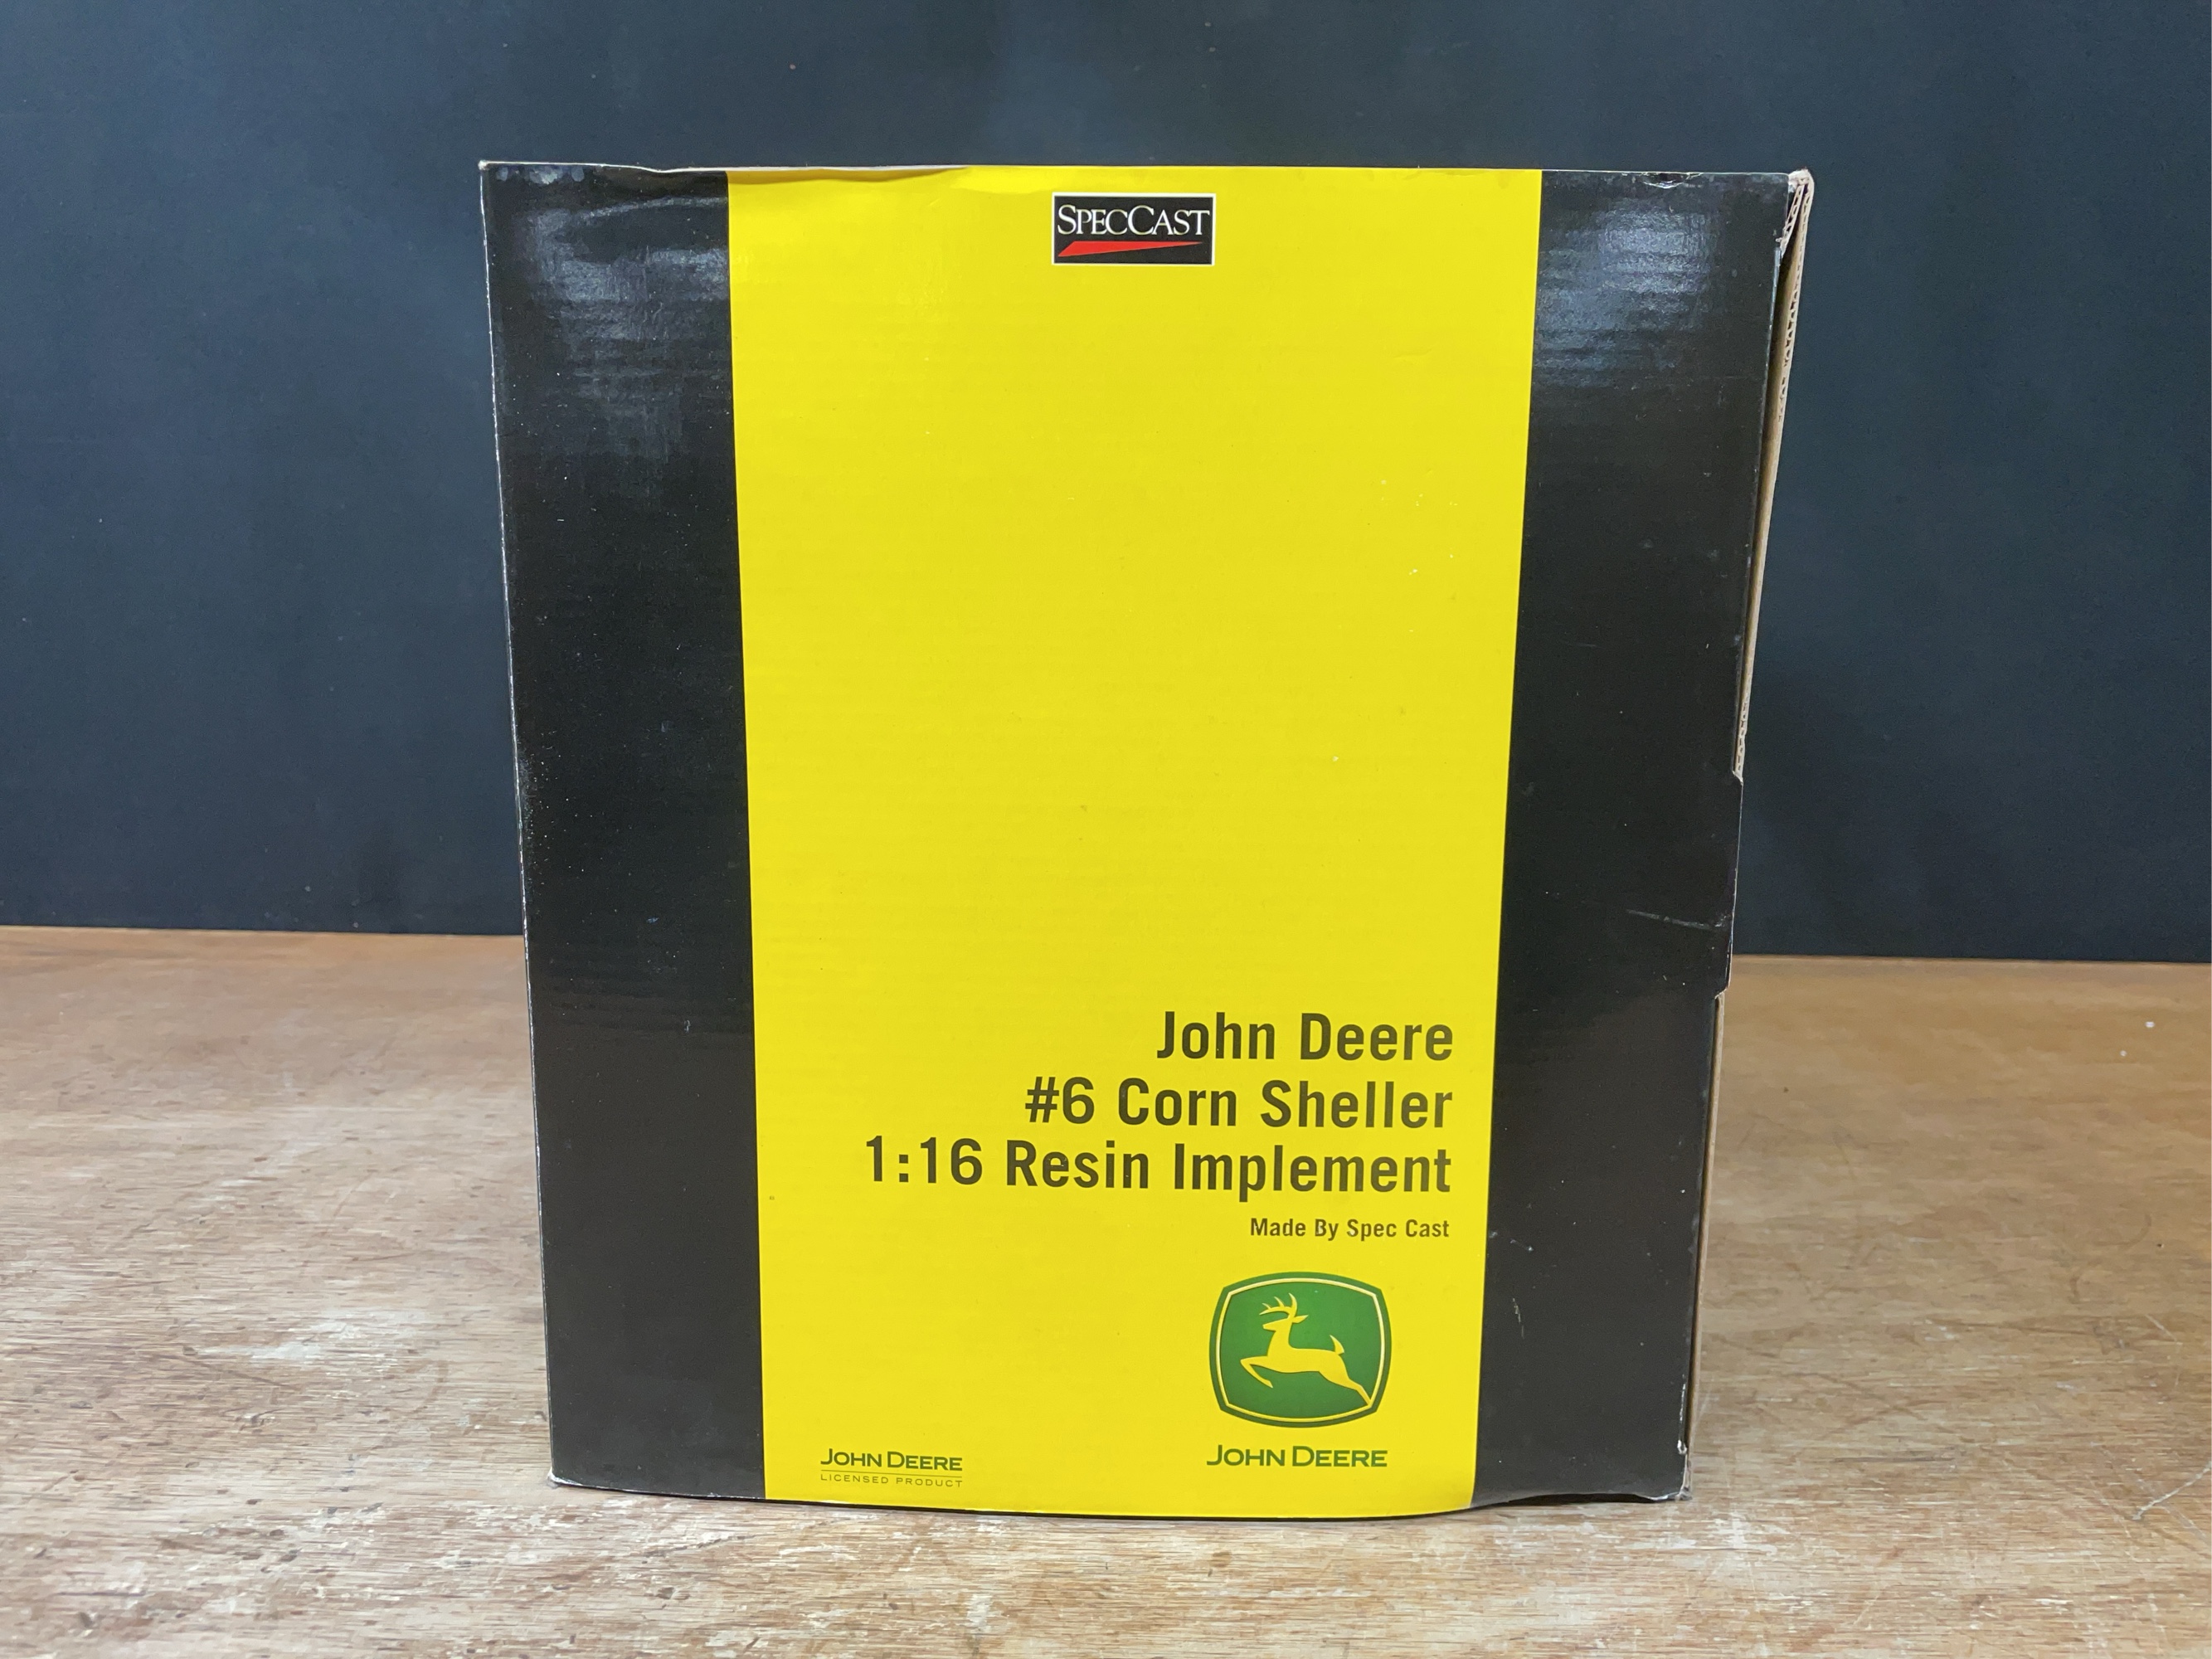 SPECCAST
John Deere
#6 Corn Sheller
1:16 Resin Implement
Made By Spec Cast
JOHN DEERE
JOHN DEERE
LICENSED PRODUCT